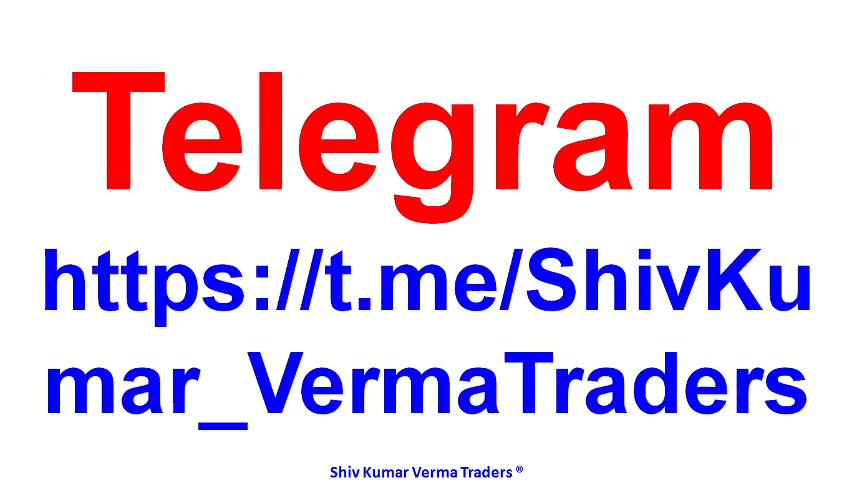 Telegram
https://t.me/ShivKu
mar_VermaTraders
Shiv Kumar Verma Traders ®